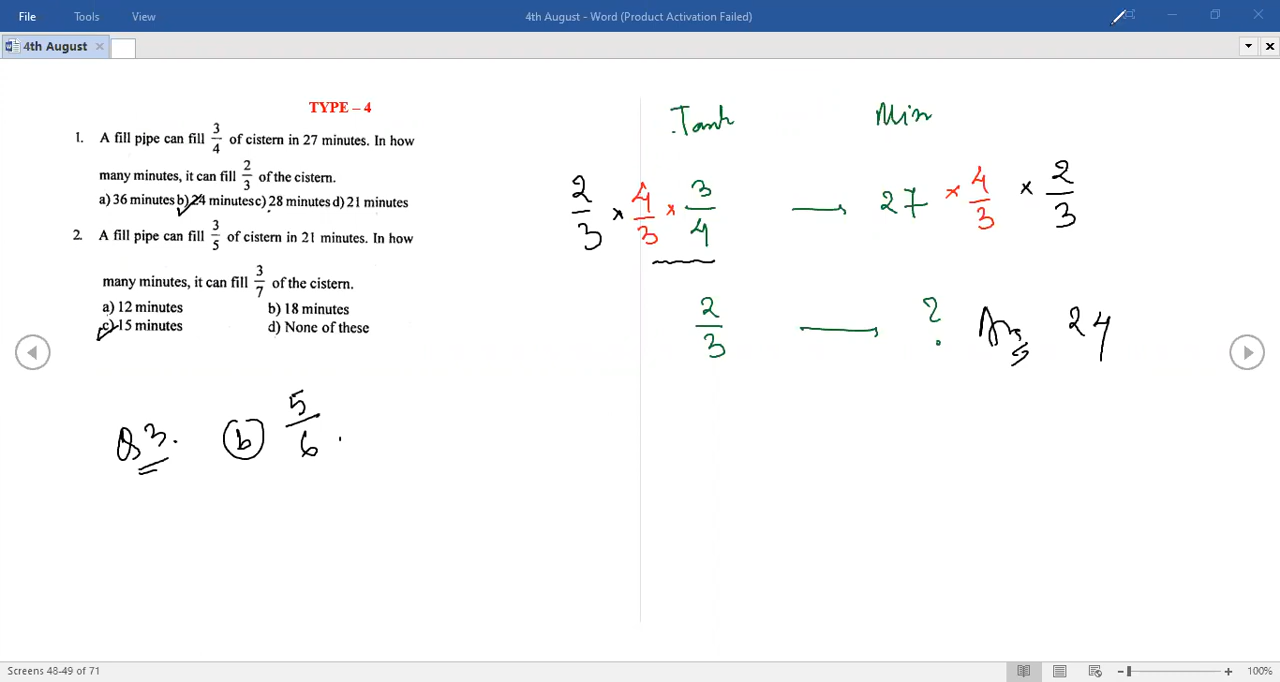 File Tools View 4th August - Word (Product Activation Failed)
4th August
TYPE – 4
1. A fill pipe can fill 3/4 of cistern in 27 minutes. In how
many minutes, it can fill 2/3 of the cistern.
a) 36 minutes b) 24 minutes c) 28 minutes d) 21 minutes
2. A fill pipe can fill 3/5 of cistern in 21 minutes. In how
many minutes, it can fill 3/7 of the cistern.
a) 12 minutes b) 18 minutes
c) 15 minutes d) None of these
Q3. (b) 5/6.
Tank Min
2/3 × 4/3 × 3/4 → 27 × 4/3 × 2/3
2/3 → ? Ans 24
Screens 48-49 of 71 100%